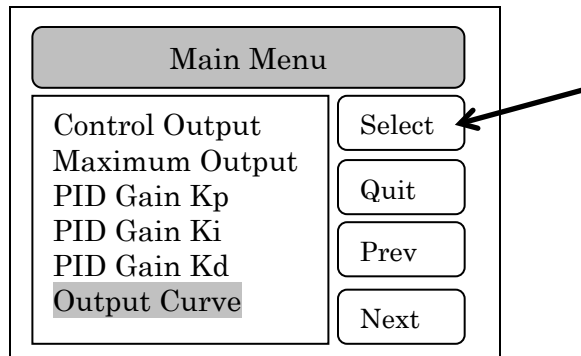 Main Menu
Control Output
Maximum Output
PID Gain Kp
PID Gain Ki
PID Gain Kd
Output Curve
Select
Quit
Prev
Next